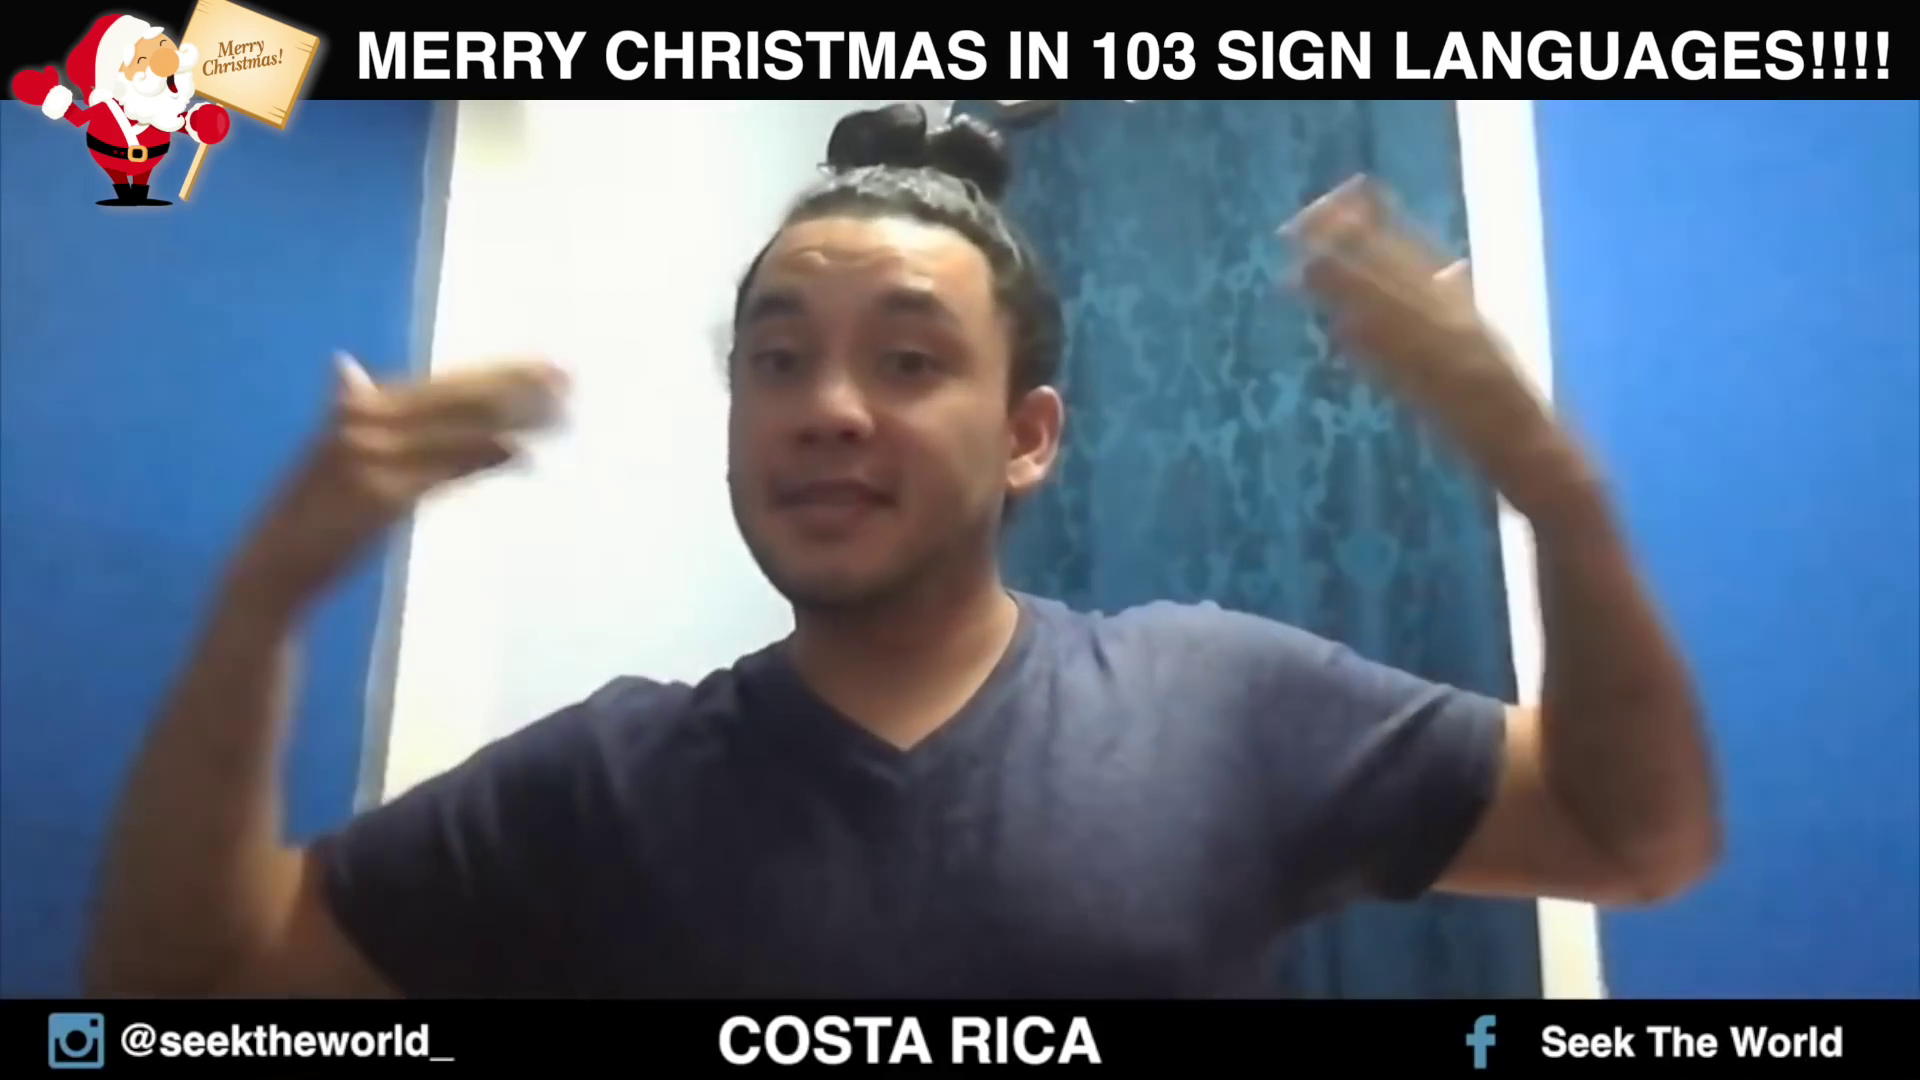 Merry
Christmas!
MERRY CHRISTMAS IN 103 SIGN LANGUAGES!!!!
@seektheworld_
COSTA RICA
Seek The World